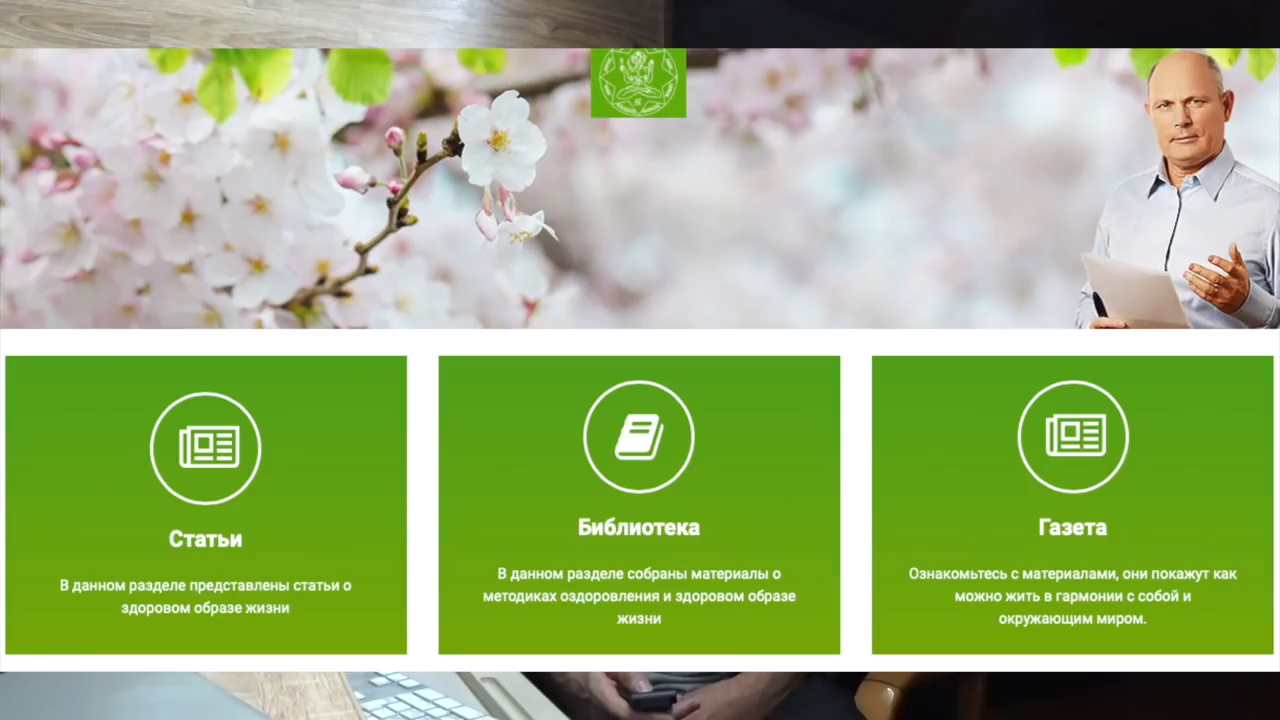 Статьи
В данном разделе представлены статьи о
здоровом образе жизни
Библиотека
В данном разделе собраны материалы о
методиках оздоровления и здоровом образе
жизни
Газета
Ознакомьтесь с материалами, они покажут как
можно жить в гармонии с собой и
окружающим миром.